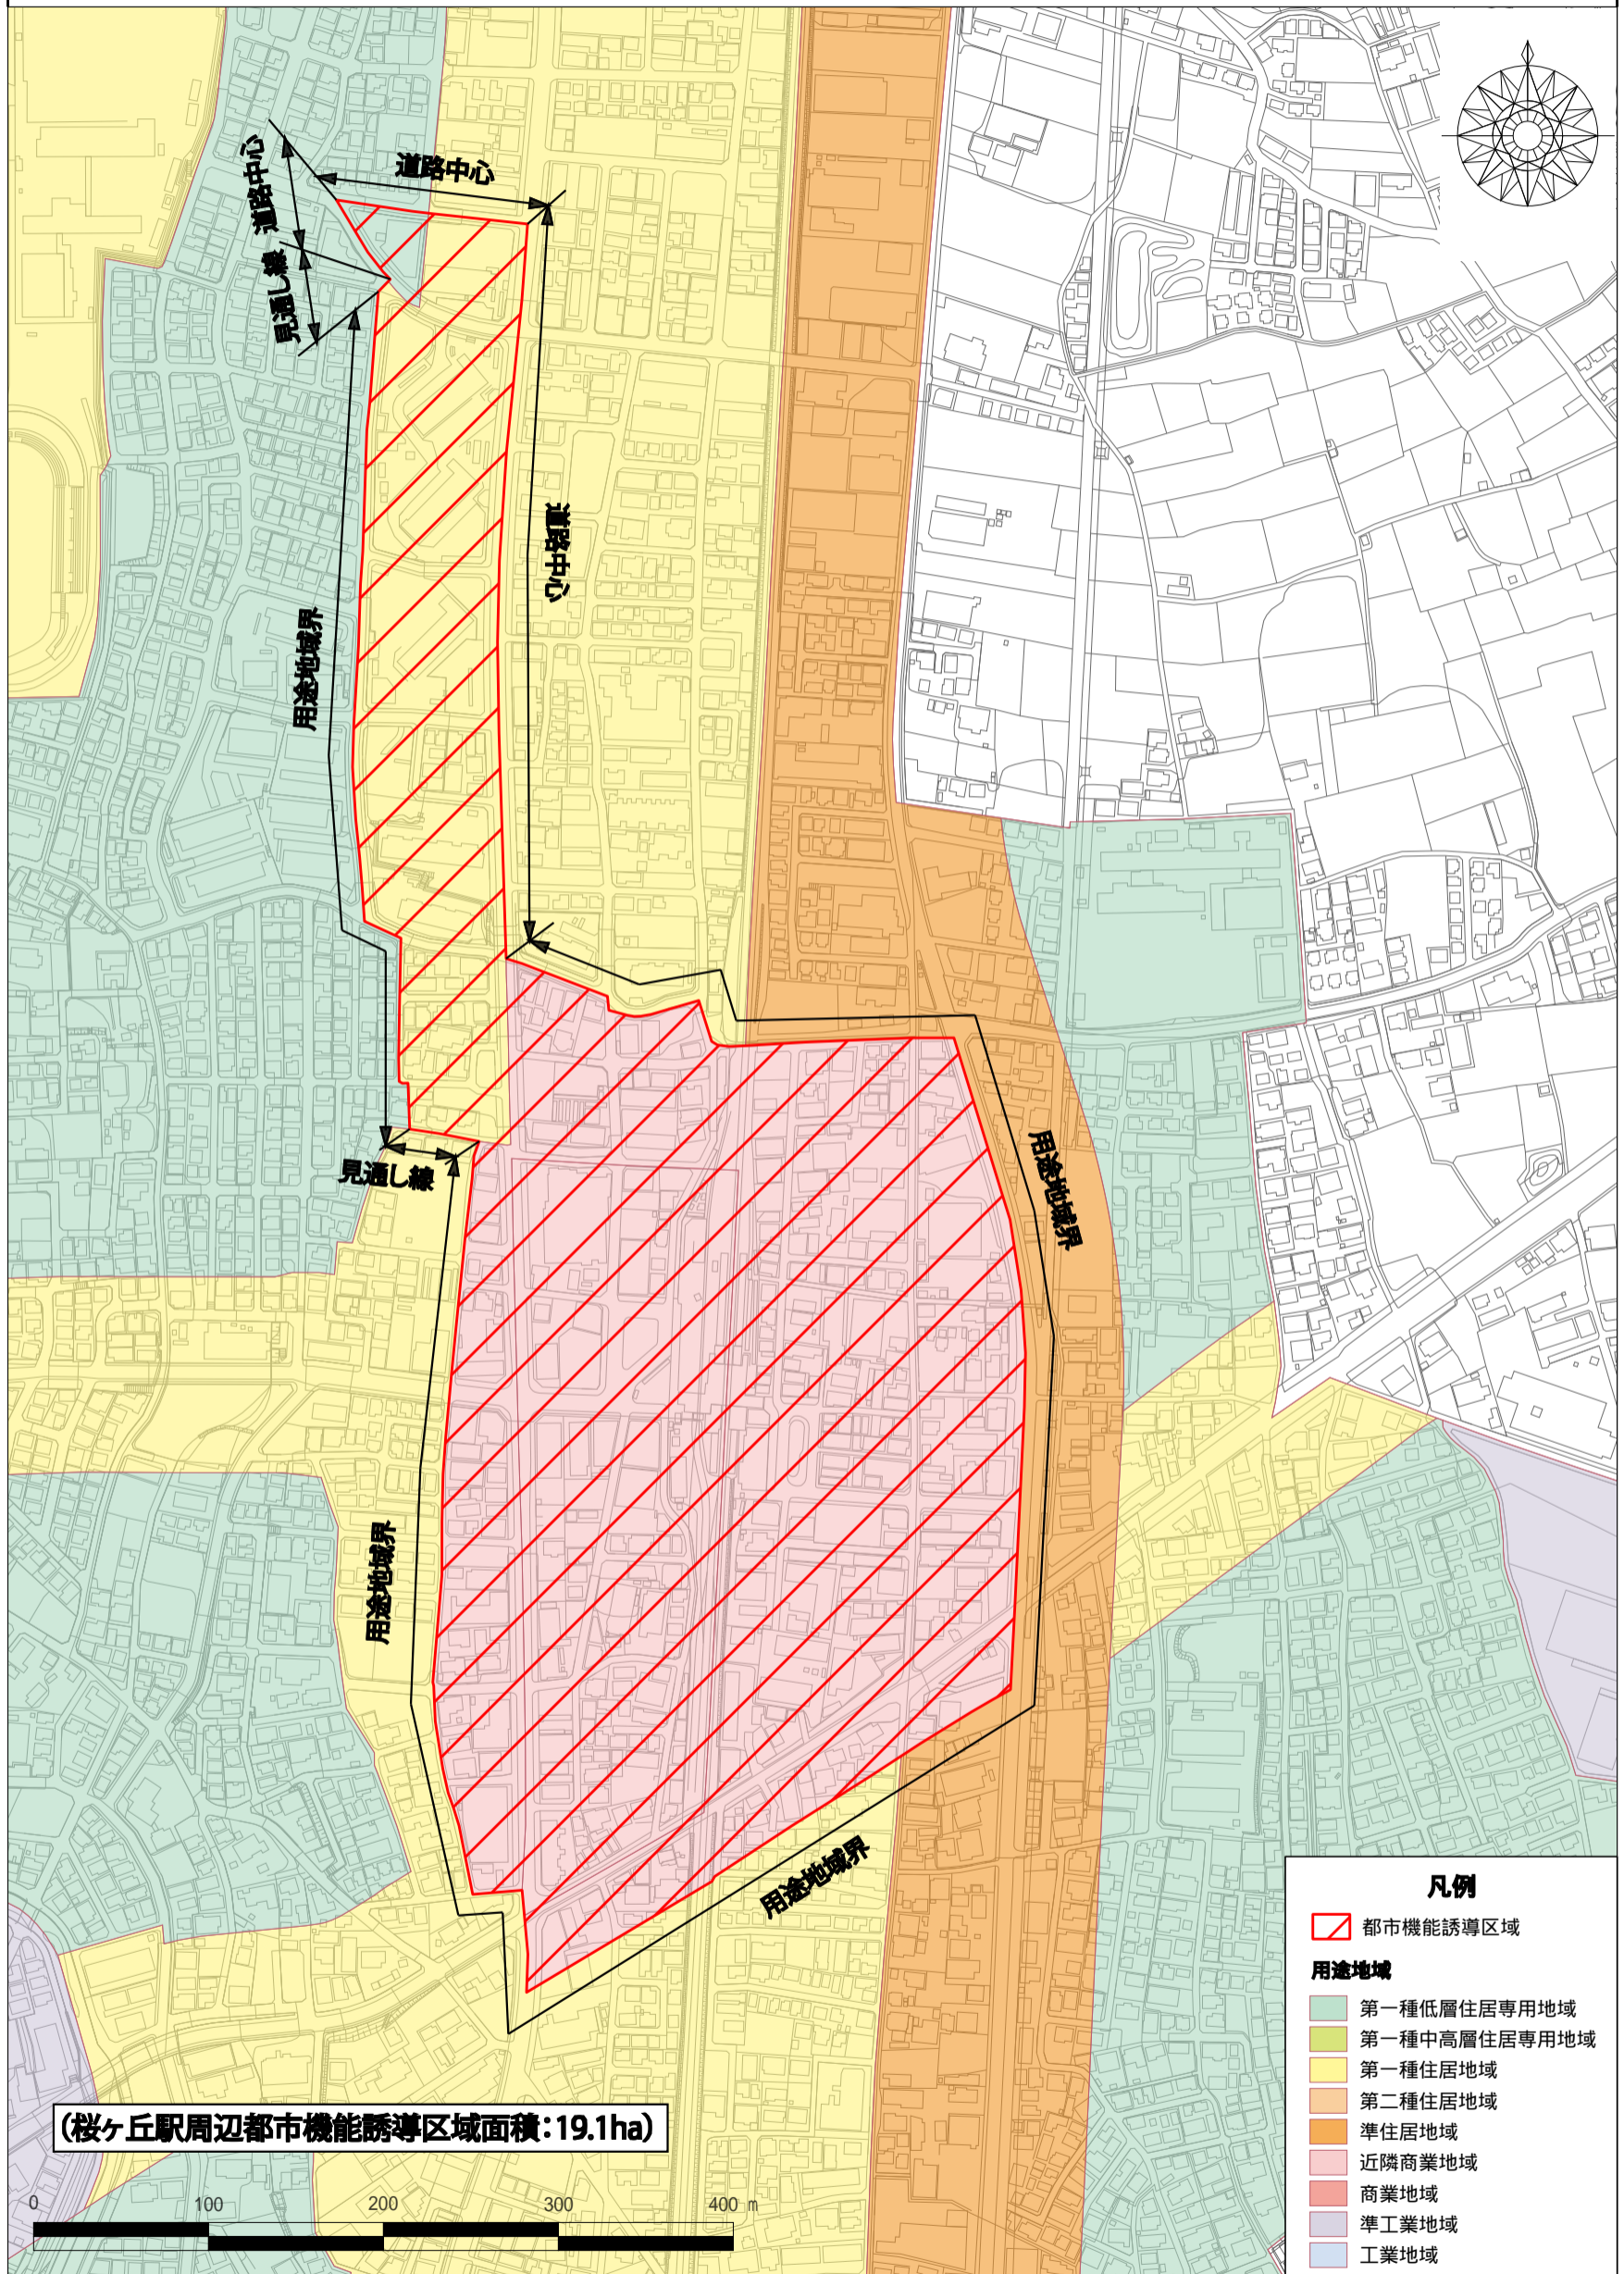 道路中心
道路中心
見通し線
道路中心
用途地域界
見通し線
用途地域界
用途地域界
用途地域界
(桜ヶ丘駅周辺都市機能誘導区域面積:19.1ha)
0 100 200 300 400 m
凡例
都市機能誘導区域
用途地域
第一種低層住居専用地域
第一種中高層住居専用地域
第一種住居地域
第二種住居地域
準住居地域
近隣商業地域
商業地域
準工業地域
工業地域